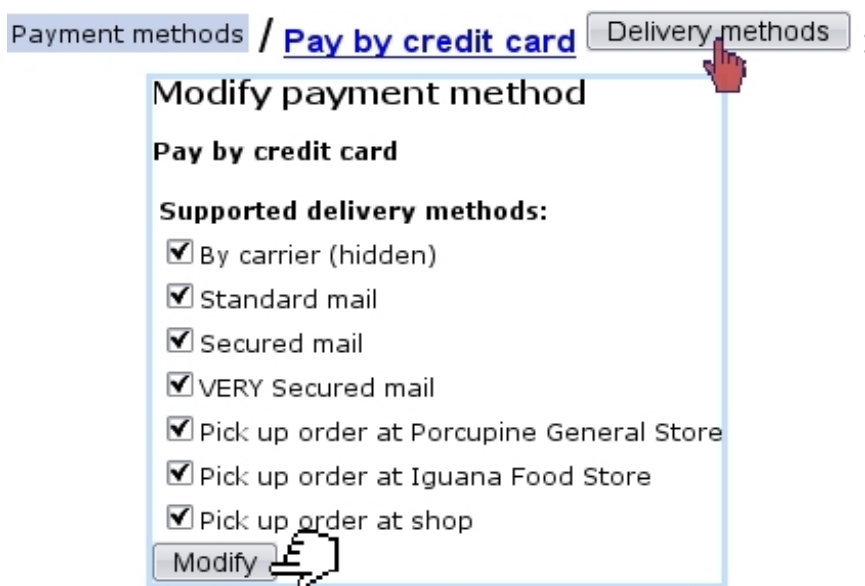 Payment methods / Pay by credit card Delivery methods
Modify payment method
Pay by credit card
Supported delivery methods:
By carrier (hidden)
Standard mail
Secured mail
VERY Secured mail
Pick up order at Porcupine General Store
Pick up order at Iguana Food Store
Pick up order at shop
Modify